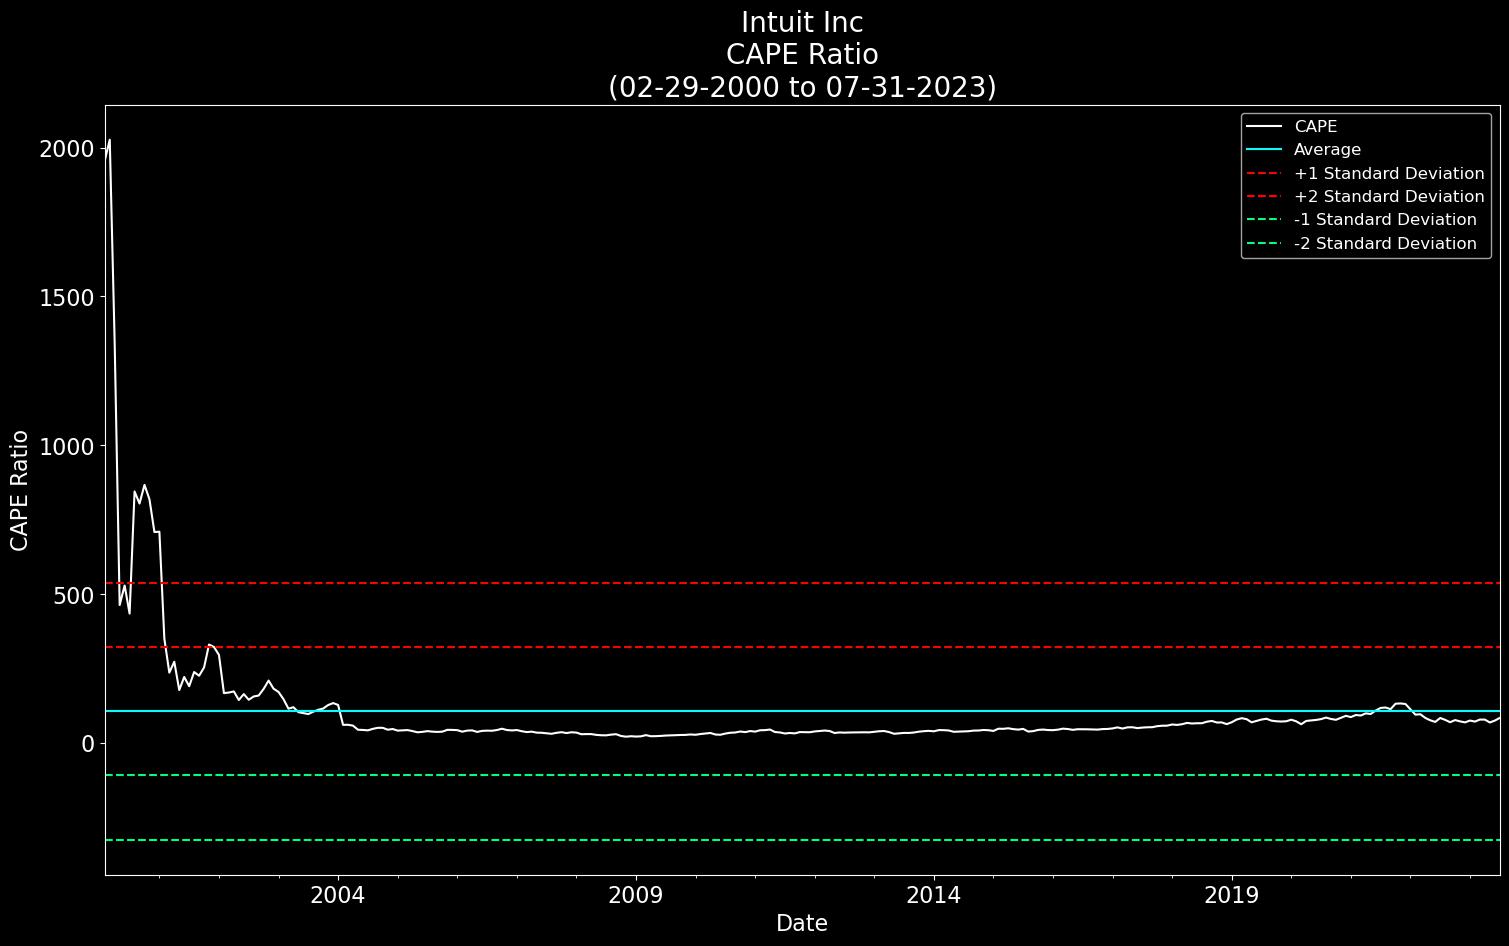 Intuit Inc
CAPE Ratio
(02-29-2000 to 07-31-2023)
CAPE
Average
+1 Standard Deviation
+2 Standard Deviation
-1 Standard Deviation
-2 Standard Deviation
CAPE Ratio
2000
1500
1000
500
0
2004
2009
2014
2019
Date